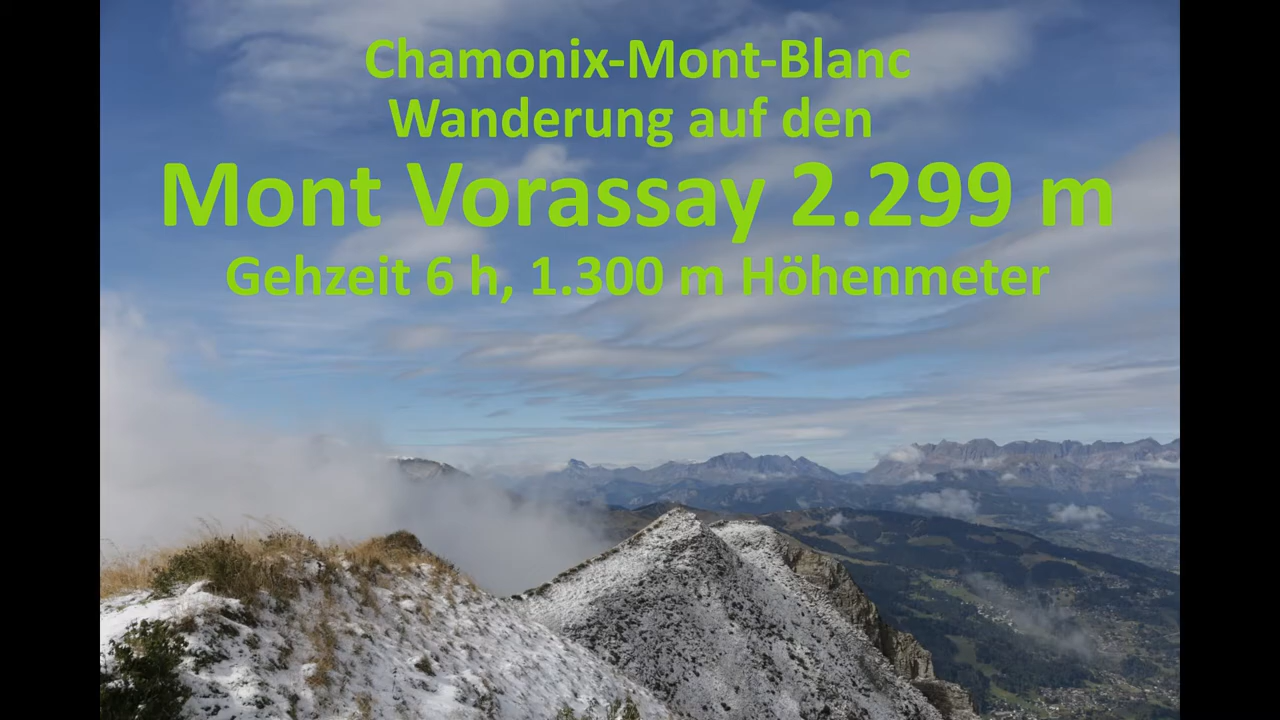 Chamonix-Mont-Blanc
Wanderung auf den
Mont Vorassay 2.299 m
Gehzeit 6 h, 1.300 m Höhenmeter